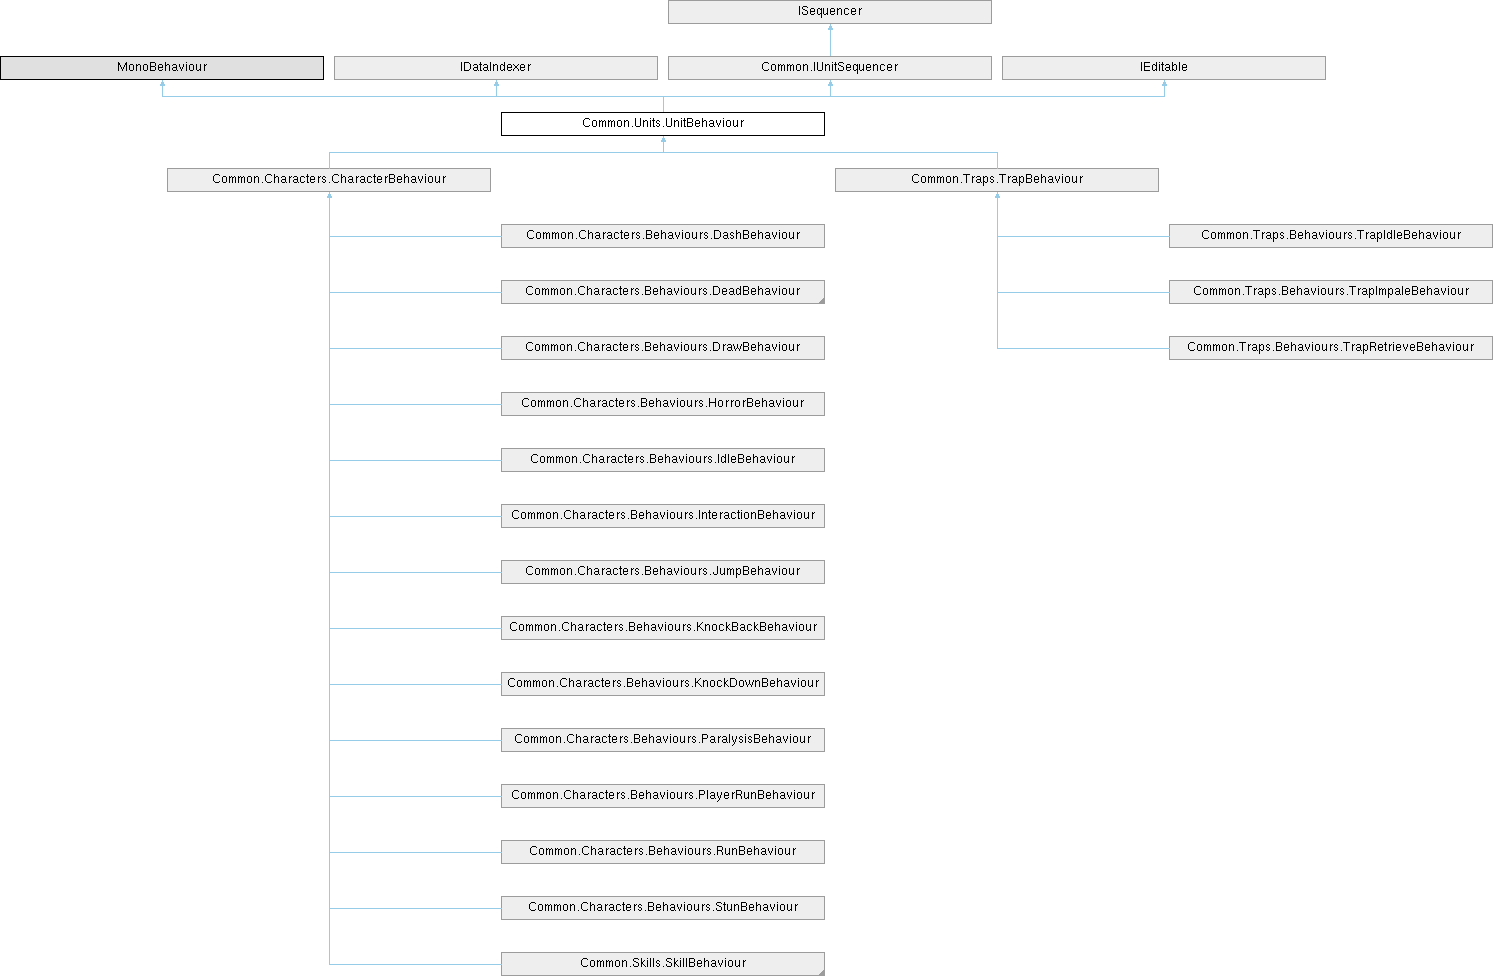 ISequencer
MonoBehaviour
IDataIndexer
Common.IUnitSequencer
IEditable
Common.Units.UnitBehaviour
Common.Characters.CharacterBehaviour
Common.Traps.TrapBehaviour
Common.Characters.Behaviours.DashBehaviour
Common.Traps.Behaviours.TrapIdleBehaviour
Common.Characters.Behaviours.DeadBehaviour
Common.Traps.Behaviours.TrapImpaleBehaviour
Common.Characters.Behaviours.DrawBehaviour
Common.Traps.Behaviours.TrapRetrieveBehaviour
Common.Characters.Behaviours.HorrorBehaviour
Common.Characters.Behaviours.IdleBehaviour
Common.Characters.Behaviours.InteractionBehaviour
Common.Characters.Behaviours.JumpBehaviour
Common.Characters.Behaviours.KnockBackBehaviour
Common.Characters.Behaviours.KnockDownBehaviour
Common.Characters.Behaviours.ParalysisBehaviour
Common.Characters.Behaviours.PlayerRunBehaviour
Common.Characters.Behaviours.RunBehaviour
Common.Characters.Behaviours.StunBehaviour
Common.Skills.SkillBehaviour